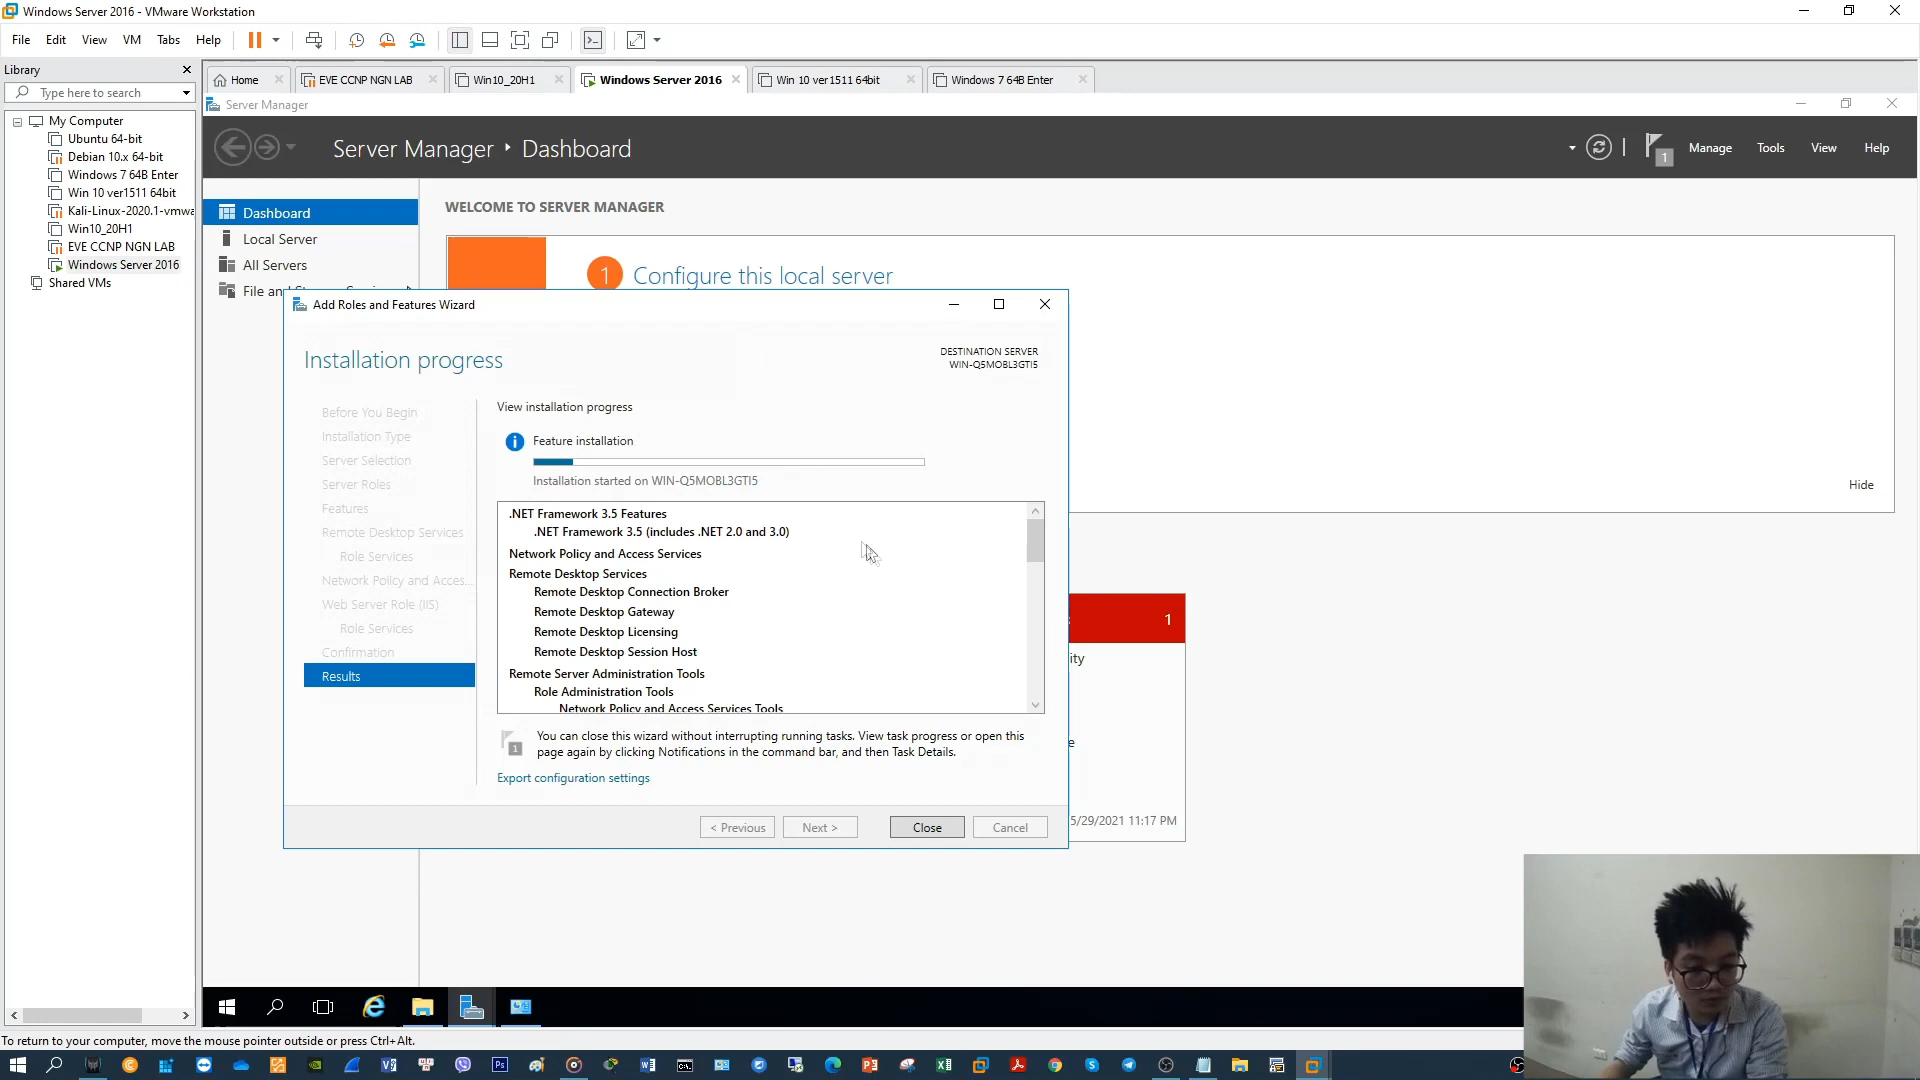 Windows Server 2016 - VMware Workstation
File Edit View VM Tabs Help
Library
Type here to search
My Computer
Ubuntu 64-bit
Debian 10.x 64-bit
Windows 7 64B Enter
Win 10 ver1511 64bit
Kali-Linux-2020.1-vmwa
Win10_20H1
EVE CCNP NGN LAB
Windows Server 2016
Shared VMs
Home EVE CCNP NGN LAB Win10_20H1 Windows Server 2016 Win 10 ver1511 64bit Windows 7 64B Enter
Server Manager
Server Manager Dashboard
1 Manage Tools View Help
Dashboard
Local Server
All Servers
File and
WELCOME TO SERVER MANAGER
1 Configure this local server
Hide
Add Roles and Features Wizard
Installation progress
DESTINATION SERVER
WIN-Q5MOBL3GTI5
Before You Begin
Installation Type
Server Selection
Server Roles
Features
Remote Desktop Services
Role Services
Network Policy and Acces...
Web Server Role (IIS)
Role Services
Confirmation
Results
View installation progress
Feature installation
Installation started on WIN-Q5MOBL3GTI5
.NET Framework 3.5 Features
.NET Framework 3.5 (includes .NET 2.0 and 3.0)
Network Policy and Access Services
Remote Desktop Services
Remote Desktop Connection Broker
Remote Desktop Gateway
Remote Desktop Licensing
Remote Desktop Session Host
Remote Server Administration Tools
Role Administration Tools
Network Policy and Access Services Tools
1 You can close this wizard without interrupting running tasks. View task progress or open this
page again by clicking Notifications in the command bar, and then Task Details.
Export configuration settings
< Previous Next > Close Cancel
1
ity
e
5/29/2021 11:17 PM
To return to your computer, move the mouse pointer outside or press Ctrl+Alt.